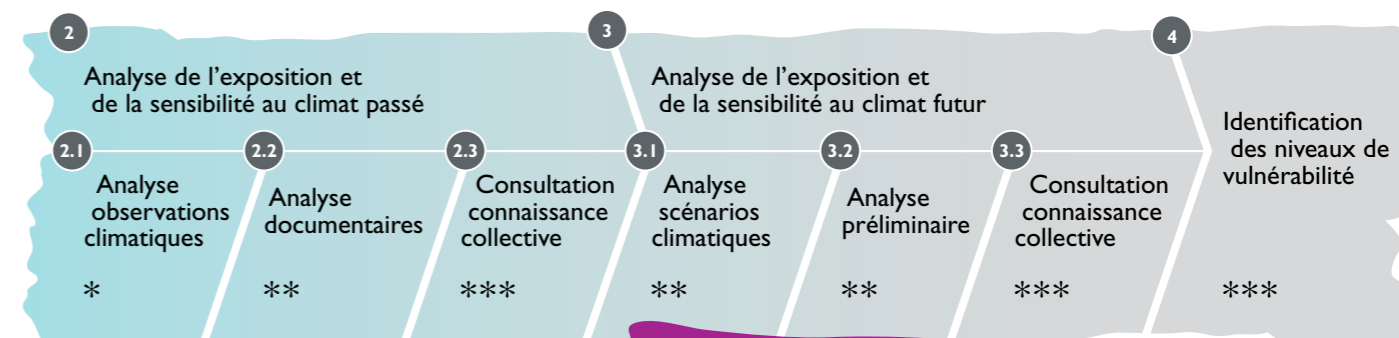 2
Analyse de l’exposition et
de la sensibilité au climat passé
2.1
Analyse
observations
climatiques
*
2.2
Analyse
documentaires
**
2.3
Consultation
connaissance
collective
***
3
Analyse de l’exposition et
de la sensibilité au climat futur
3.1
Analyse
scénarios
climatiques
**
3.2
Analyse
préliminaire
**
3.3
Consultation
connaissance
collective
***
4
Identification
des niveaux de
vulnérabilité
***